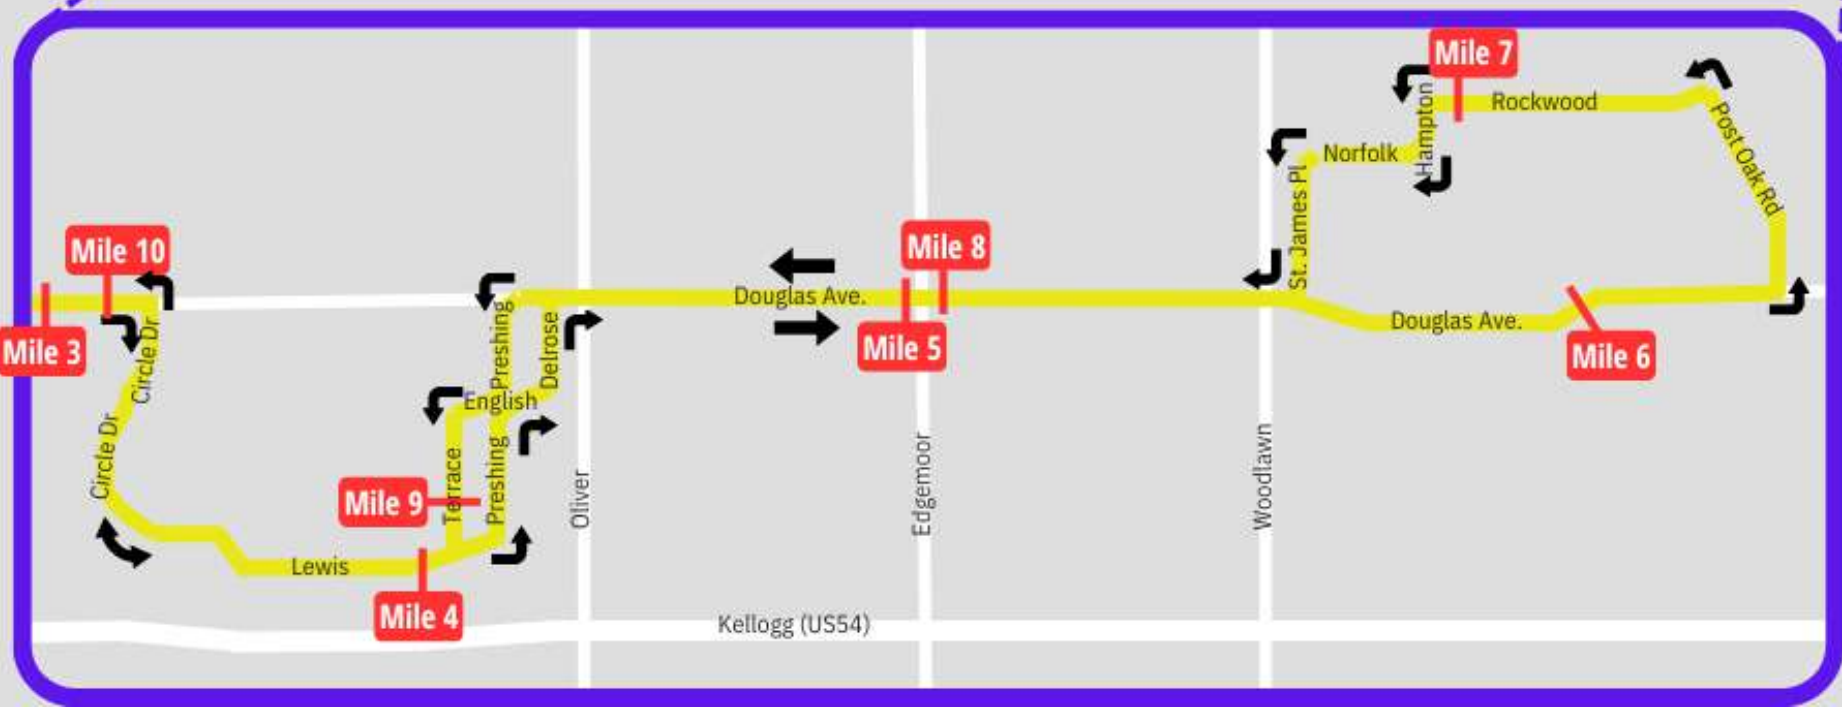 Mile 7
Rockwood
Hampton
Post Oak Rd
Norfolk
St. James Pl
Mile 10
Mile 8
Douglas Ave.
Mile 3
Circle Dr
Preshing
Delrose
Mile 5
Douglas Ave.
Mile 6
English
Circle Dr
Terrace
Preshing
Oliver
Edgemoor
Woodlawn
Mile 9
Lewis
Mile 4
Kellogg (US54)